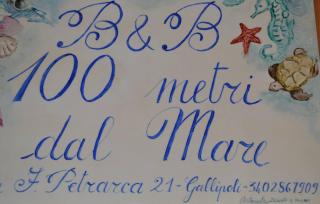 B & B
100 metri
dal Mare
F. Petrarca 21 - Gallipoli - 3402867909